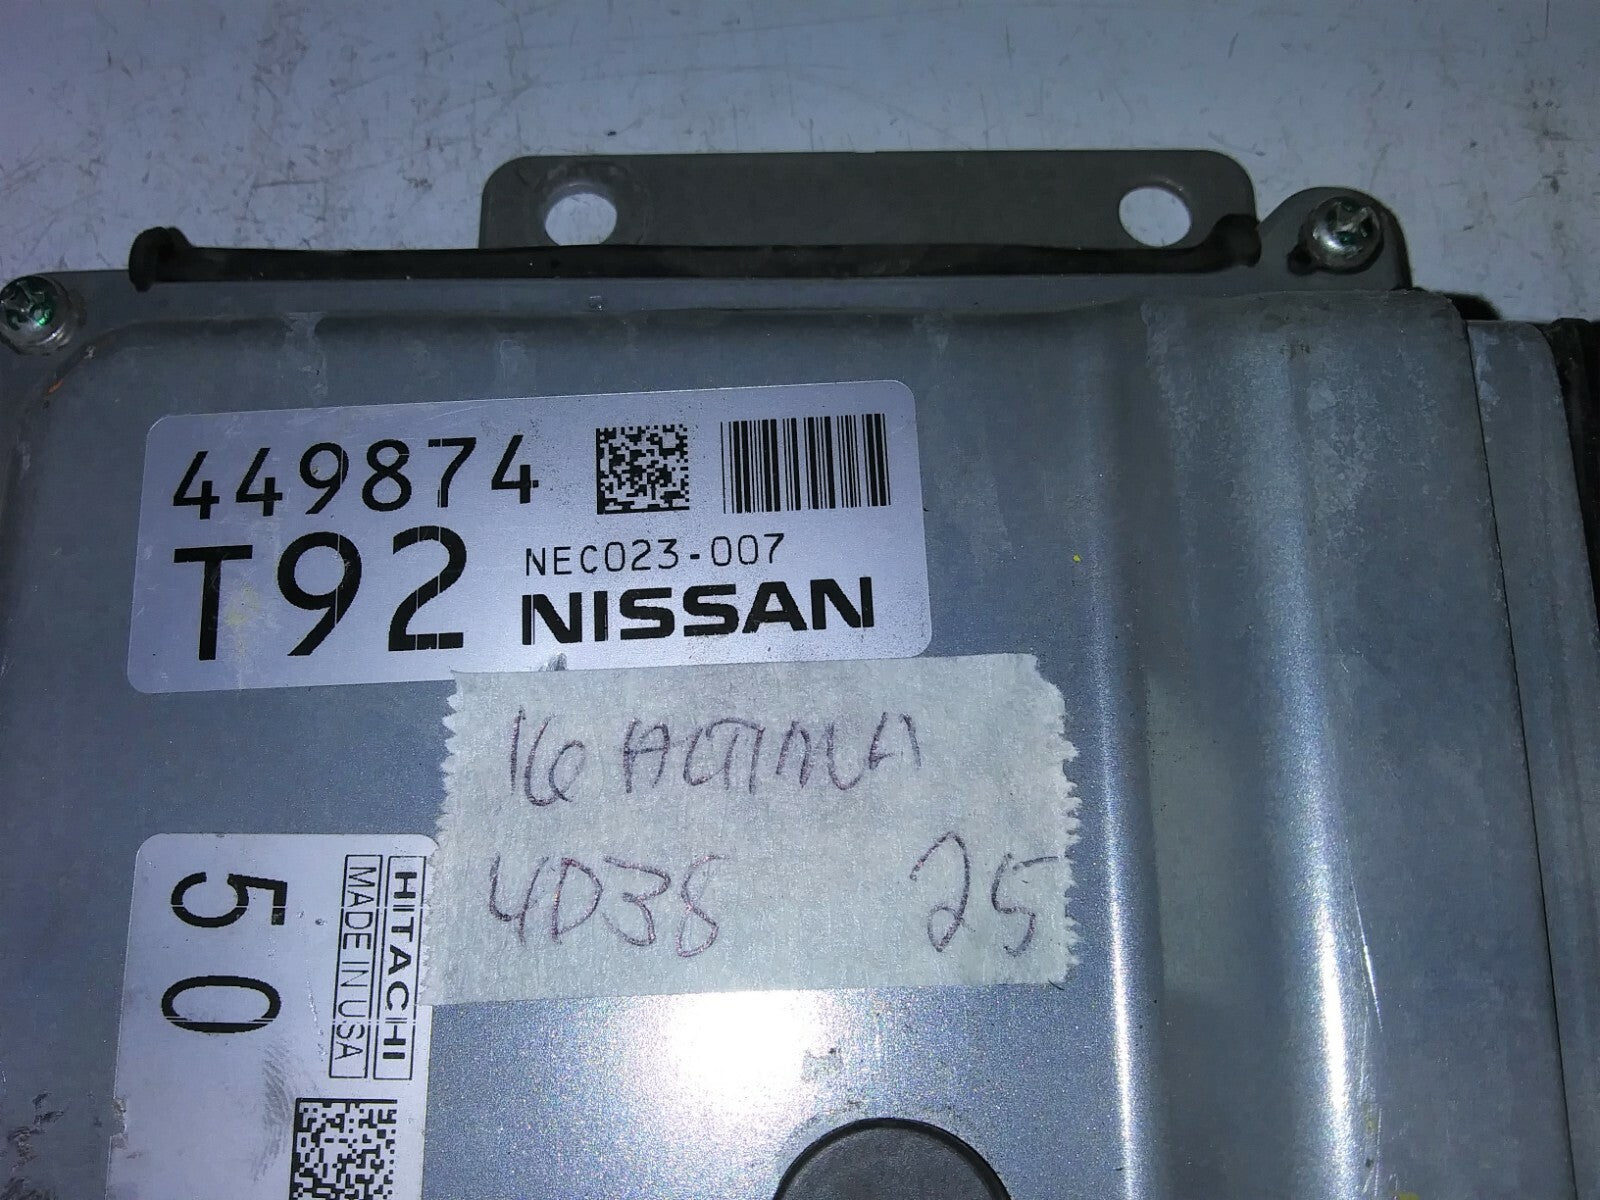 449874
T92
NEC023-007
NISSAN
16 ALTIMA
4D38 25
50
HITACHI
MADE IN USA